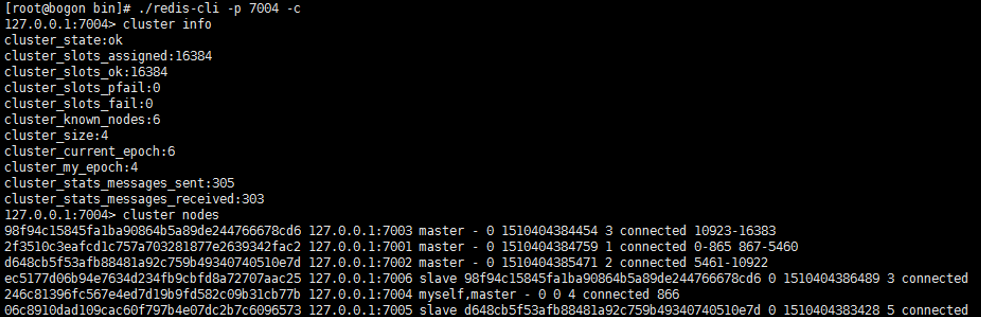 [root@bogon bin]# ./redis-cli -p 7004 -c
127.0.0.1:7004> cluster info
cluster_state:ok
cluster_slots_assigned:16384
cluster_slots_ok:16384
cluster_slots_pfail:0
cluster_slots_fail:0
cluster_known_nodes:6
cluster_size:4
cluster_current_epoch:6
cluster_my_epoch:4
cluster_stats_messages_sent:305
cluster_stats_messages_received:303
127.0.0.1:7004> cluster nodes
98f94c15845fa1ba90864b5a89de244766678cd6 127.0.0.1:7003 master - 0 1510404384454 3 connected 10923-16383
2f3510c3eafcd1c757a703281877e2639342fac2 127.0.0.1:7001 master - 0 1510404384759 1 connected 0-865 867-5460
d648cb5f53afb88481a92c759b49340740510e7d 127.0.0.1:7002 master - 0 1510404385471 2 connected 5461-10922
ec5177d06b94e7634d234fb9cbfd8a72707aac25 127.0.0.1:7006 slave 98f94c15845fa1ba90864b5a89de244766678cd6 0 1510404386489 3 connected
246c81396fc567e4ed7d19b9fd582c09b31cb77b 127.0.0.1:7004 myself,master - 0 0 4 connected 866
06c8910dad109cac60f797b4e07dc2b7c6096573 127.0.0.1:7005 slave d648cb5f53afb88481a92c759b49340740510e7d 0 1510404383428 5 connected